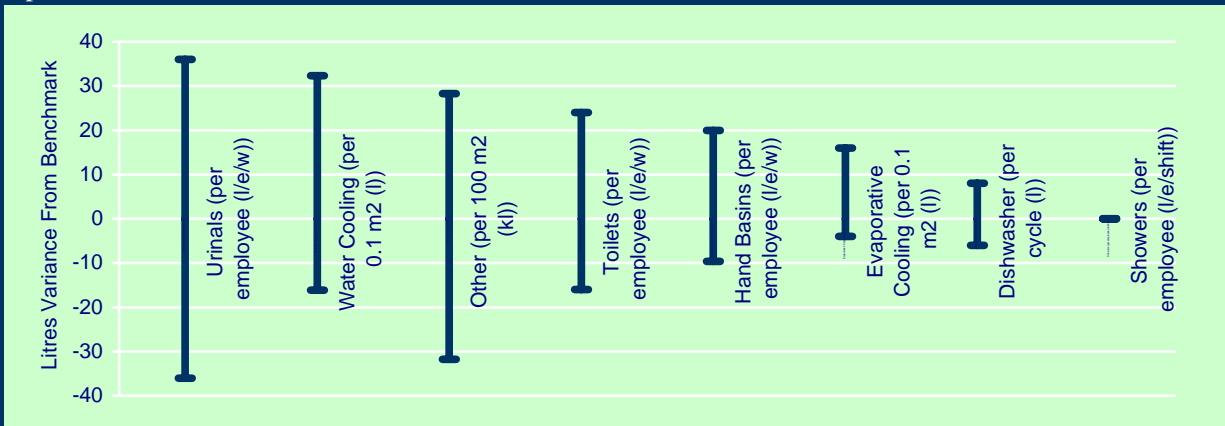 Litres Variance From Benchmark
40
30
20
10
0
-10
-20
-30
-40
Urinals (per
employee (l/e/w))
Water Cooling (per
0.1 m2 (l))
Other (per 100 m2
(kl))
Toilets (per
employee (l/e/w))
Hand Basins (per
employee (l/e/w))
Evaporative
Cooling (per 0.1
m2 (l))
Dishwasher (per
cycle (l))
Showers (per
employee (l/e/shift))